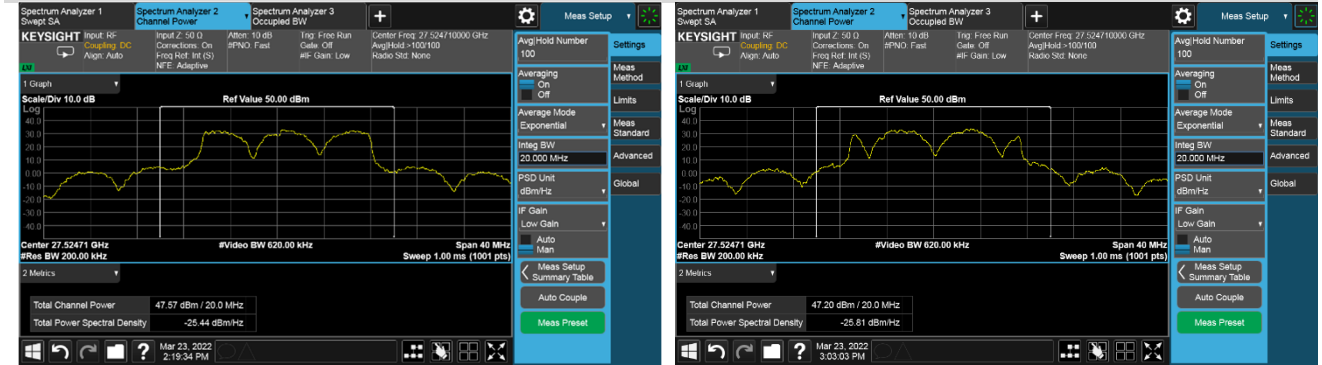 Spectrum Analyzer 1
Swept SA
Spectrum Analyzer 2
Channel Power
Spectrum Analyzer 3
Occupied BW
Meas Setup
KEYSIGHT
Input: RF
Coupling: DC
Align: Auto
Input Z: 50 Ω
Corrections: On
Freq Ref: Int (S)
NFE: Adaptive
Atten: 10 dB
#PNO: Fast
Trig: Free Run
Gate: Off
#IF Gain: Low
Center Freq: 27.524710000 GHz
Avg|Hold:>100/100
Radio Std: None
LXI
1 Graph
Scale/Div 10.0 dB
Ref Value 50.00 dBm
Log
40.0
30.0
20.0
10.0
0.00
-10.0
-20.0
-30.0
-40.0
Center 27.52471 GHz
#Video BW 620.00 kHz
Span 40 MHz
#Res BW 200.00 kHz
Sweep 1.00 ms (1001 pts)
2 Metrics
Total Channel Power 47.57 dBm / 20.0 MHz
Total Power Spectral Density -25.44 dBm/Hz
Mar 23, 2022
2:19:34 PM
Avg|Hold Number
100
Averaging
On
Off
Average Mode
Exponential
Integ BW
20.000 MHz
PSD Unit
dBm/Hz
IF Gain
Low Gain
Auto
Man
Meas Setup
Summary Table
Auto Couple
Meas Preset
Settings
Meas
Method
Limits
Meas
Standard
Advanced
Global
Spectrum Analyzer 1
Swept SA
Spectrum Analyzer 2
Channel Power
Spectrum Analyzer 3
Occupied BW
Meas Setup
KEYSIGHT
Input: RF
Coupling: DC
Align: Auto
Input Z: 50 Ω
Corrections: On
Freq Ref: Int (S)
NFE: Adaptive
Atten: 10 dB
#PNO: Fast
Trig: Free Run
Gate: Off
#IF Gain: Low
Center Freq: 27.524710000 GHz
Avg|Hold:>100/100
Radio Std: None
LXI
1 Graph
Scale/Div 10.0 dB
Ref Value 50.00 dBm
Log
40.0
30.0
20.0
10.0
0.00
-10.0
-20.0
-30.0
-40.0
Center 27.52471 GHz
#Video BW 620.00 kHz
Span 40 MHz
#Res BW 200.00 kHz
Sweep 1.00 ms (1001 pts)
2 Metrics
Total Channel Power 47.20 dBm / 20.0 MHz
Total Power Spectral Density -25.81 dBm/Hz
Mar 23, 2022
3:03:03 PM
Avg|Hold Number
100
Averaging
On
Off
Average Mode
Exponential
Integ BW
20.000 MHz
PSD Unit
dBm/Hz
IF Gain
Low Gain
Auto
Man
Meas Setup
Summary Table
Auto Couple
Meas Preset
Settings
Meas
Method
Limits
Meas
Standard
Advanced
Global